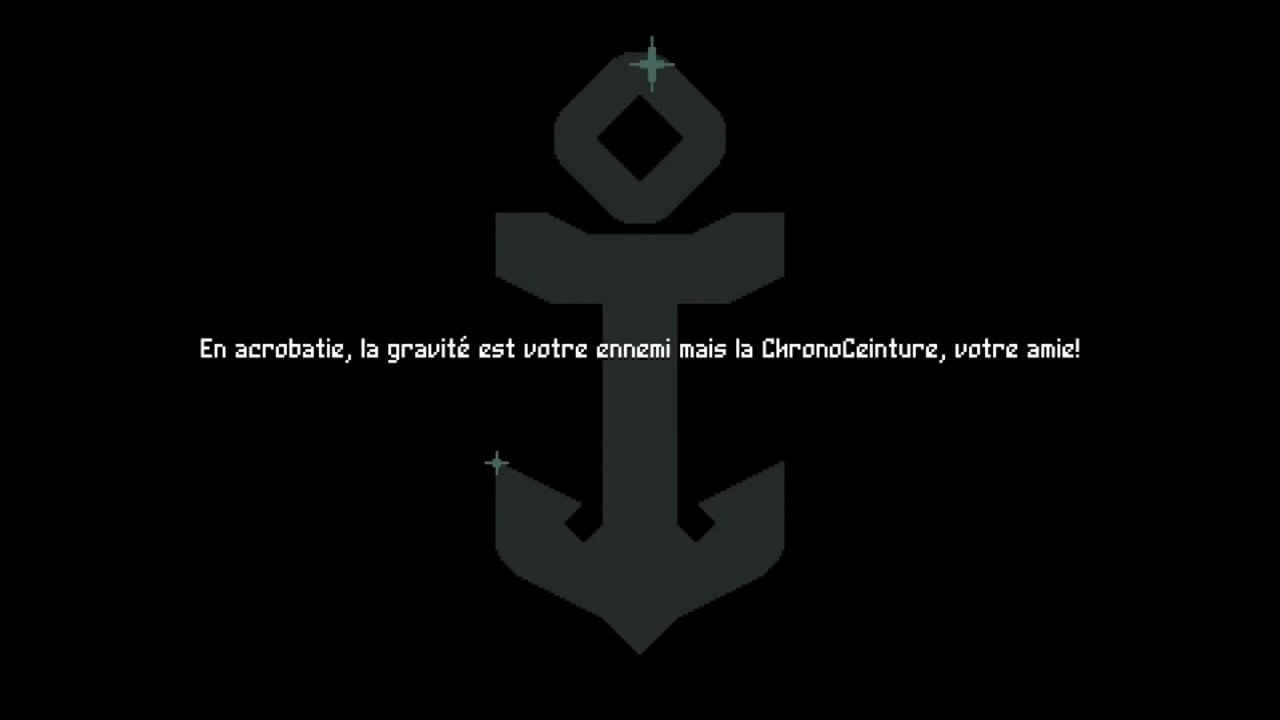 En acrobatie, la gravité est votre ennemi mais la ChronoCeinture, votre amie!